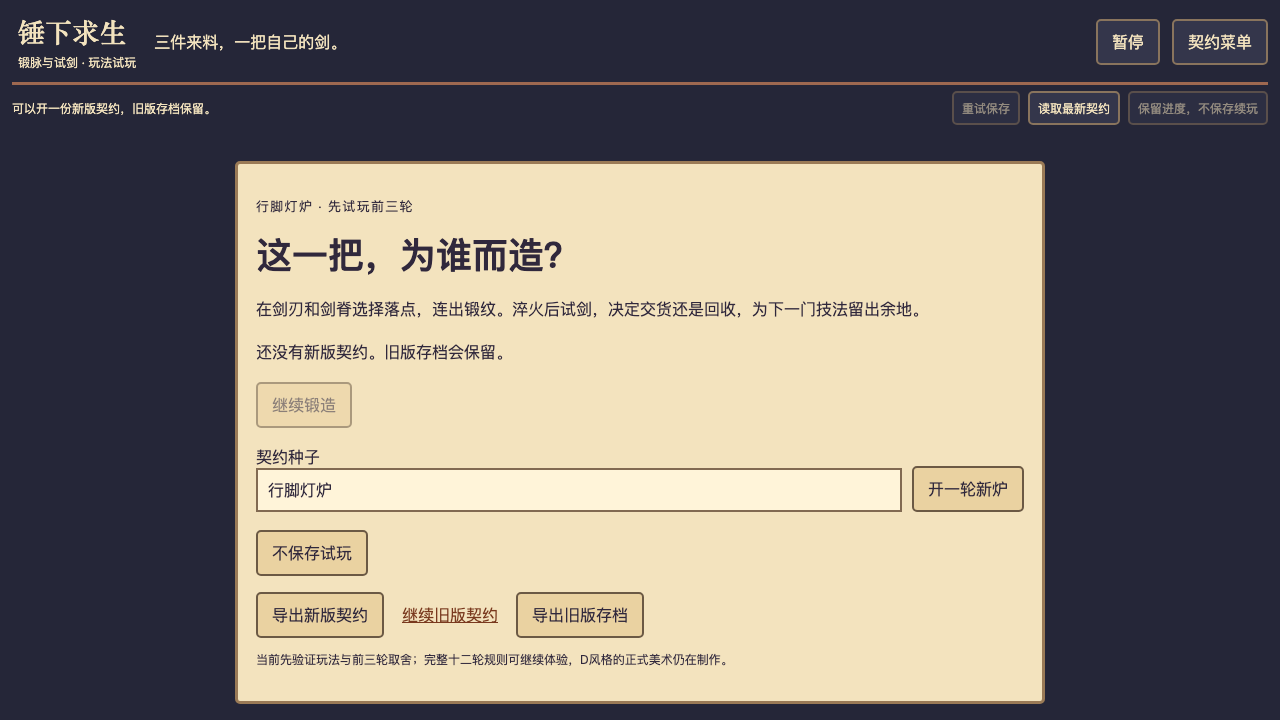 锤下求生
锻脉与试剑 · 玩法试玩
三件来料，一把自己的剑。
暂停
契约菜单
可以开一份新版契约，旧版存档保留。
重试保存
读取最新契约
保留进度，不保存续玩
行脚灯炉 · 先试玩前三轮
这一把，为谁而造？
在剑刃和剑脊选择落点，连出锻纹。淬火后试剑，决定交货还是回收，为下一门技法留出余地。
还没有新版契约。旧版存档会保留。
继续锻造
契约种子
行脚灯炉
开一轮新炉
不保存试玩
导出新版契约
继续旧版契约
导出旧版存档
当前先验证玩法与前三轮取舍；完整十二轮规则可继续体验，D风格的正式美术仍在制作。